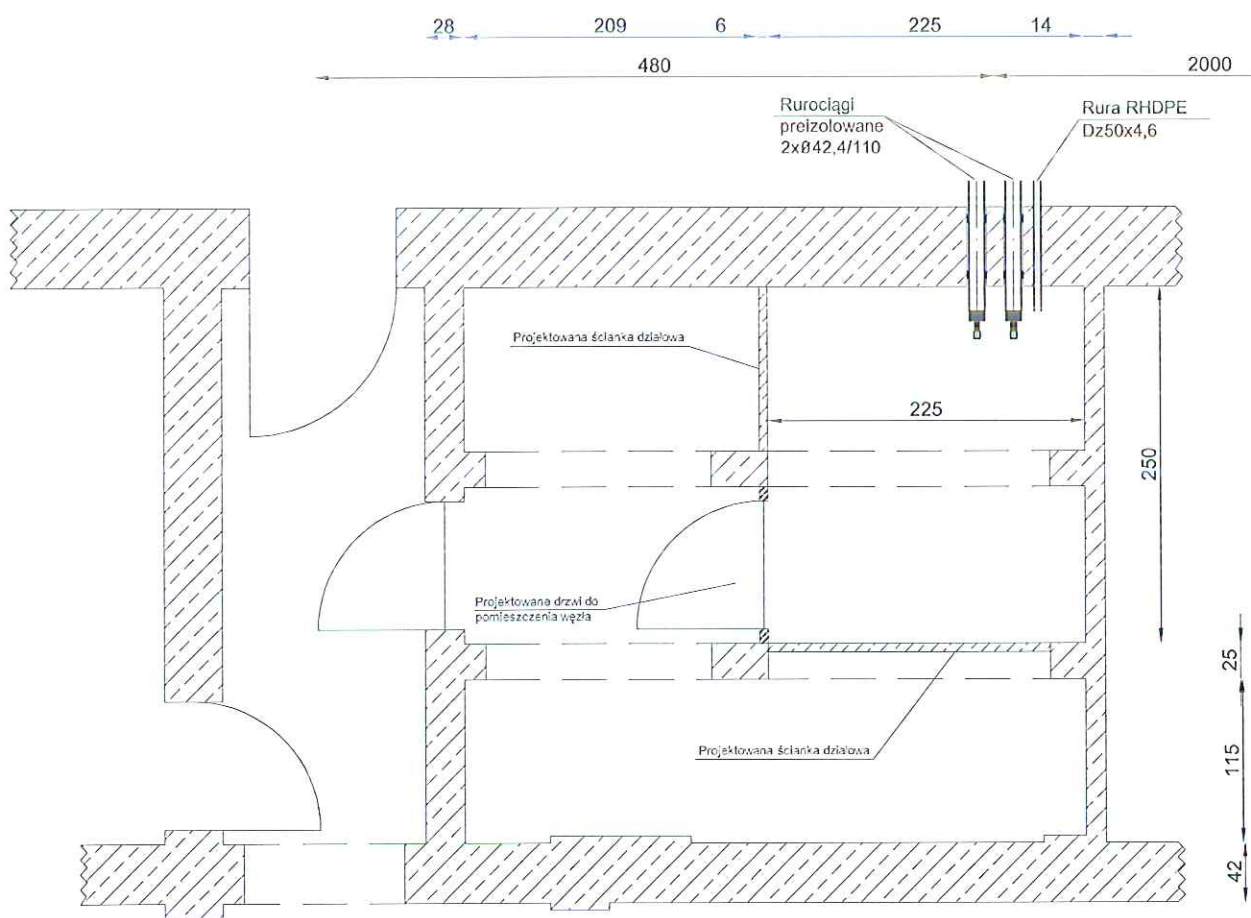 28 209 6 225 14
480 2000
Rurociągi
preizolowane
2xØ42,4/110
Rura RHDPE
Dz50x4,6
Projektowana ścianka działowa
225
250
Projektowane drzwi do
pomieszczenia węzła
25
Projektowana ścianka działowa
115
42